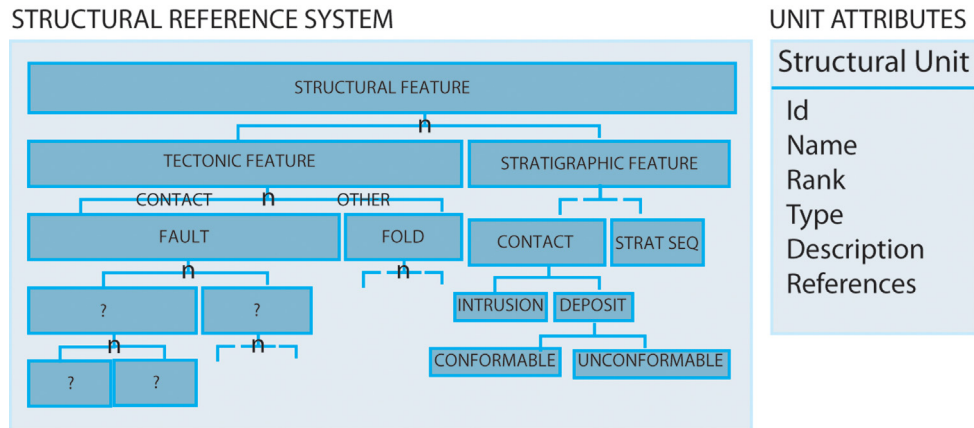 STRUCTURAL REFERENCE SYSTEM
UNIT ATTRIBUTES
STRUCTURAL FEATURE
n
TECTONIC FEATURE
STRATIGRAPHIC FEATURE
CONTACT
n
OTHER
FAULT
FOLD
CONTACT
STRAT SEQ
n
n
?
?
INTRUSION
DEPOSIT
n
n
CONFORMABLE
UNCONFORMABLE
?
?
Structural Unit
Id
Name
Rank
Type
Description
References